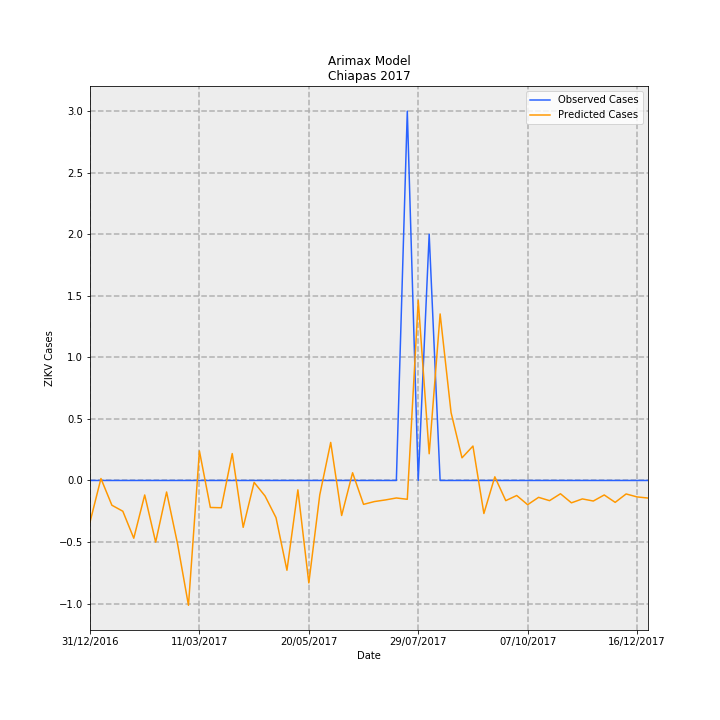 Arimax Model
Chiapas 2017
Observed Cases
Predicted Cases
3.0
2.5
2.0
1.5
1.0
0.5
0.0
−0.5
−1.0
ZIKV Cases
31/12/2016 11/03/2017 20/05/2017 29/07/2017 07/10/2017 16/12/2017
Date